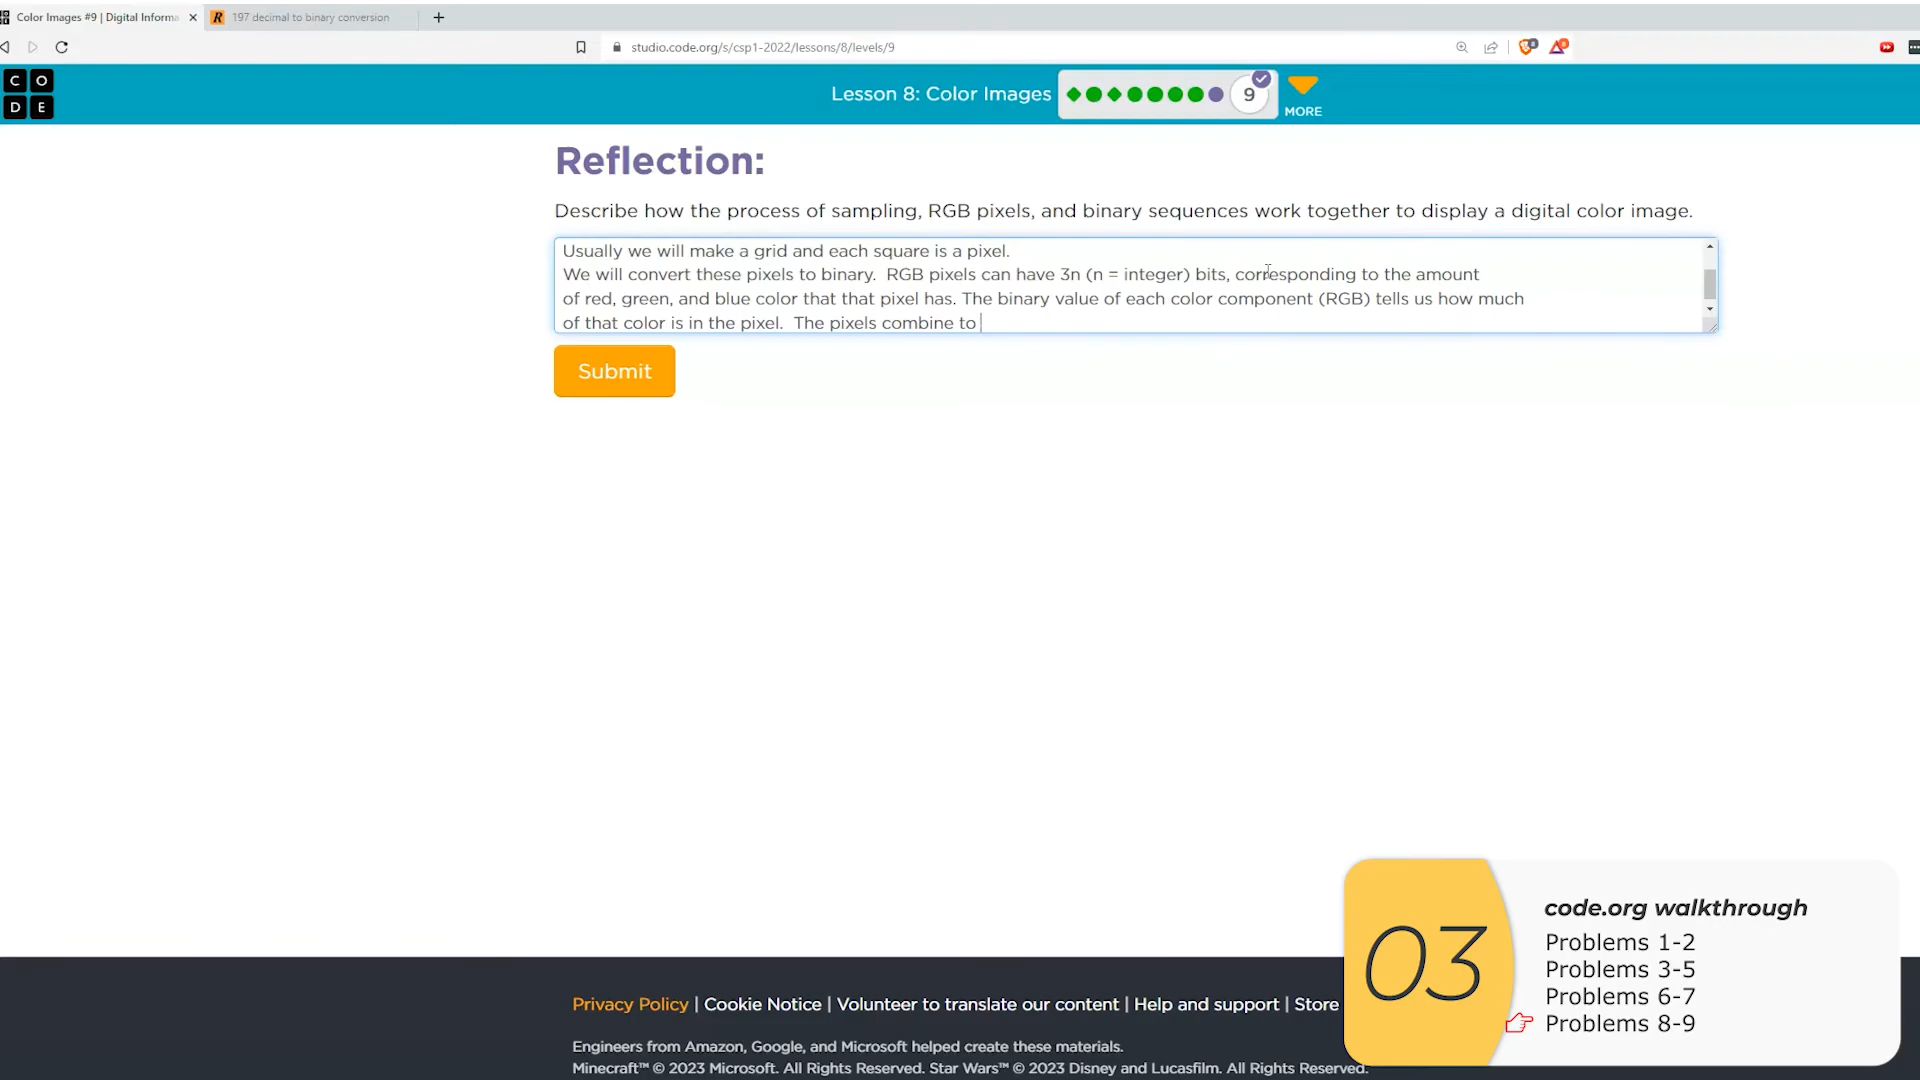 Color Images #9 | Digital Informa
197 decimal to binary conversion
studio.code.org/s/csp1-2022/lessons/8/levels/9
C O
D E
Lesson 8: Color Images
9
MORE
Reflection:
Describe how the process of sampling, RGB pixels, and binary sequences work together to display a digital color image.
Usually we will make a grid and each square is a pixel.
We will convert these pixels to binary.  RGB pixels can have 3n (n = integer) bits, corresponding to the amount
of red, green, and blue color that that pixel has. The binary value of each color component (RGB) tells us how much
of that color is in the pixel.  The pixels combine to
Submit
03
code.org walkthrough
Problems 1-2
Problems 3-5
Problems 6-7
Problems 8-9
Privacy Policy | Cookie Notice | Volunteer to translate our content | Help and support | Store
Engineers from Amazon, Google, and Microsoft helped create these materials.
Minecraft™ © 2023 Microsoft. All Rights Reserved. Star Wars™ © 2023 Disney and Lucasfilm. All Rights Reserved.